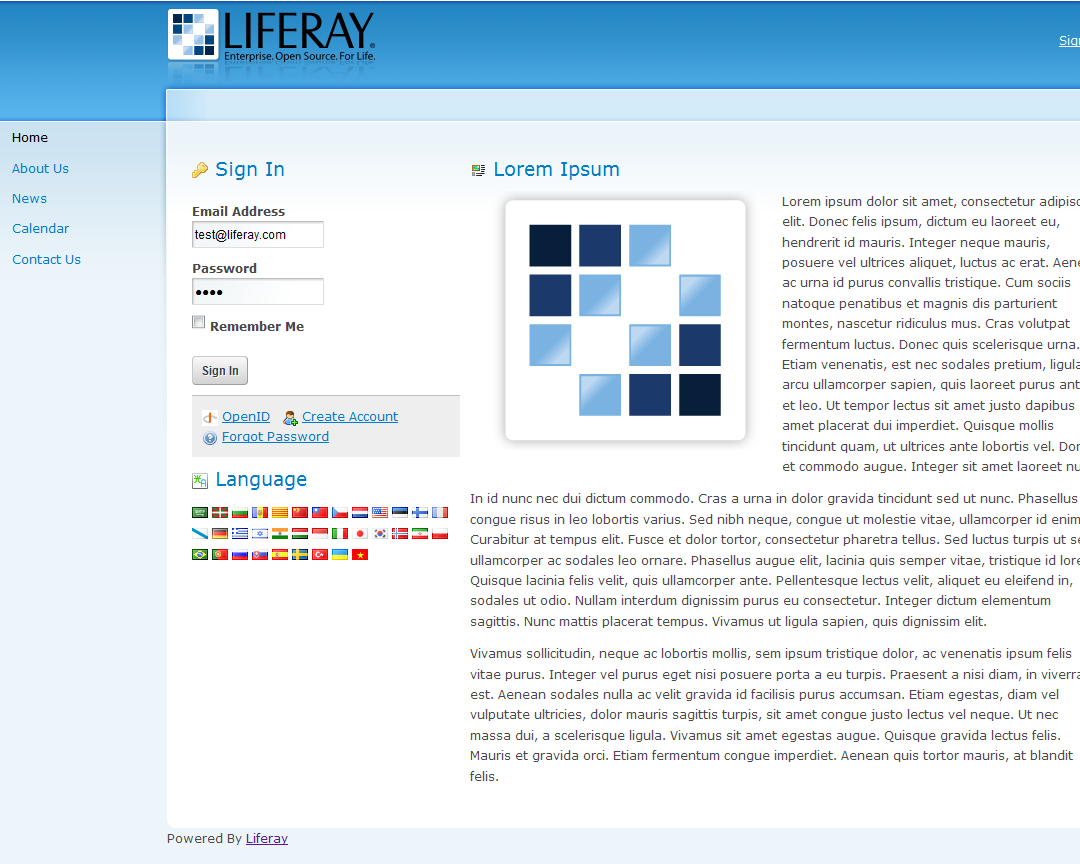 LIFERAY.
Enterprise. Open Source. For Life.
Home
About Us
News
Calendar
Contact Us
Sign In
Email Address
test@liferay.com
Password
••••
Remember Me
Sign In
OpenID Create Account
Forgot Password
Language
Lorem Ipsum
Lorem ipsum dolor sit amet, consectetur
elit. Donec felis ipsum, dictum eu laoreet eu,
hendrerit id mauris. Integer neque mauris,
posuere vel ultrices aliquet, luctus ac erat.
ac urna id purus convallis tristique. Cum sociis
natoque penatibus et magnis dis parturient
montes, nascetur ridiculus mus. Cras volutpat
fermentum luctus. Donec quis scelerisque urna.
Etiam venenatis, est nec sodales pretium,
arcu ullamcorper sapien, quis laoreet purus
et leo. Ut tempor lectus sit amet justo dapibus
amet placerat dui imperdiet. Quisque mollis
tincidunt quam, ut ultrices ante lobortis vel.
et commodo augue. Integer sit amet laoreet
In id nunc nec dui dictum commodo. Cras a urna in dolor gravida tincidunt sed ut nunc. Phasellus
congue risus in leo lobortis varius. Sed nibh neque, congue ut molestie vitae, ullamcorper id enim.
Curabitur at tempus elit. Fusce et dolor tortor, consectetur pharetra tellus. Sed luctus turpis ut
ullamcorper ac sodales leo ornare. Phasellus augue elit, lacinia quis semper vitae, tristique id
Quisque lacinia felis velit, quis ullamcorper ante. Pellentesque lectus velit, aliquet eu eleifend in,
sodales ut odio. Nullam interdum dignissim purus eu consectetur. Integer dictum elementum
sagittis. Nunc mattis placerat tempus. Vivamus ut ligula sapien, quis dignissim elit.
Vivamus sollicitudin, neque ac lobortis mollis, sem ipsum tristique dolor, ac venenatis ipsum felis
vitae purus. Integer vel purus eget nisi posuere porta a eu turpis. Praesent a nisi diam, in
est. Aenean sodales nulla ac velit gravida id facilisis purus accumsan. Etiam egestas, diam vel
vulputate ultricies, dolor mauris sagittis turpis, sit amet congue justo lectus vel neque. Ut nec
massa dui, a scelerisque ligula. Vivamus sit amet egestas augue. Quisque gravida lectus felis.
Mauris et gravida orci. Etiam fermentum congue imperdiet. Aenean quis tortor mauris, at blandit
felis.
Powered By Liferay